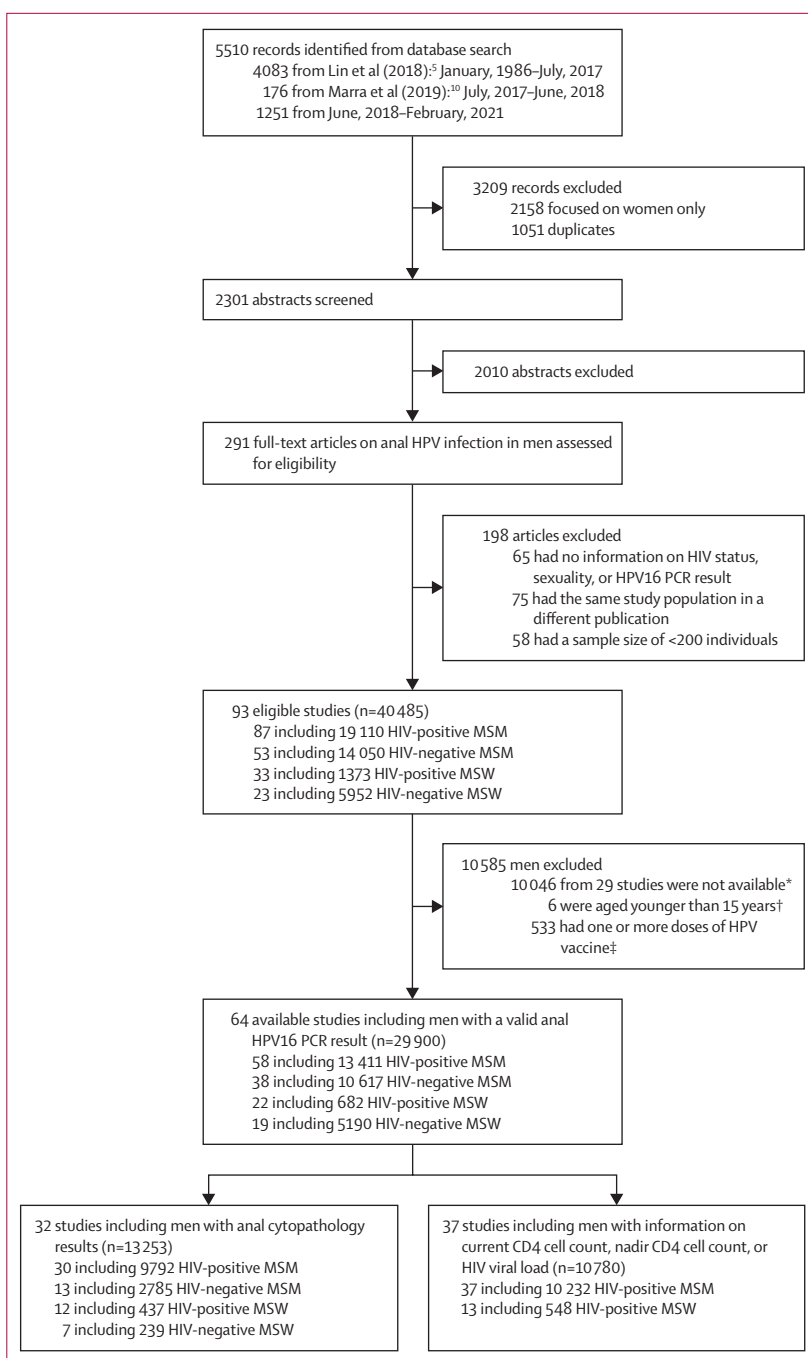 5510 records identified from database search
4083 from Lin et al (2018):⁵ January, 1986–July, 2017
176 from Marra et al (2019):¹⁰ July, 2017–June, 2018
1251 from June, 2018–February, 2021
3209 records excluded
2158 focused on women only
1051 duplicates
2301 abstracts screened
2010 abstracts excluded
291 full-text articles on anal HPV infection in men assessed
for eligibility
198 articles excluded
65 had no information on HIV status,
sexuality, or HPV16 PCR result
75 had the same study population in a
different publication
58 had a sample size of <200 individuals
93 eligible studies (n=40 485)
87 including 19 110 HIV-positive MSM
53 including 14 050 HIV-negative MSM
33 including 1373 HIV-positive MSW
23 including 5952 HIV-negative MSW
10 585 men excluded
10 046 from 29 studies were not available*
6 were aged younger than 15 years†
533 had one or more doses of HPV
vaccine‡
64 available studies including men with a valid anal
HPV16 PCR result (n=29 900)
58 including 13 411 HIV-positive MSM
38 including 10 617 HIV-negative MSM
22 including 682 HIV-positive MSW
19 including 5190 HIV-negative MSW
32 studies including men with anal cytopathology
results (n=13 253)
30 including 9792 HIV-positive MSM
13 including 2785 HIV-negative MSM
12 including 437 HIV-positive MSW
7 including 239 HIV-negative MSW
37 studies including men with information on
current CD4 cell count, nadir CD4 cell count, or
HIV viral load (n=10 780)
37 including 10 232 HIV-positive MSM
13 including 548 HIV-positive MSW